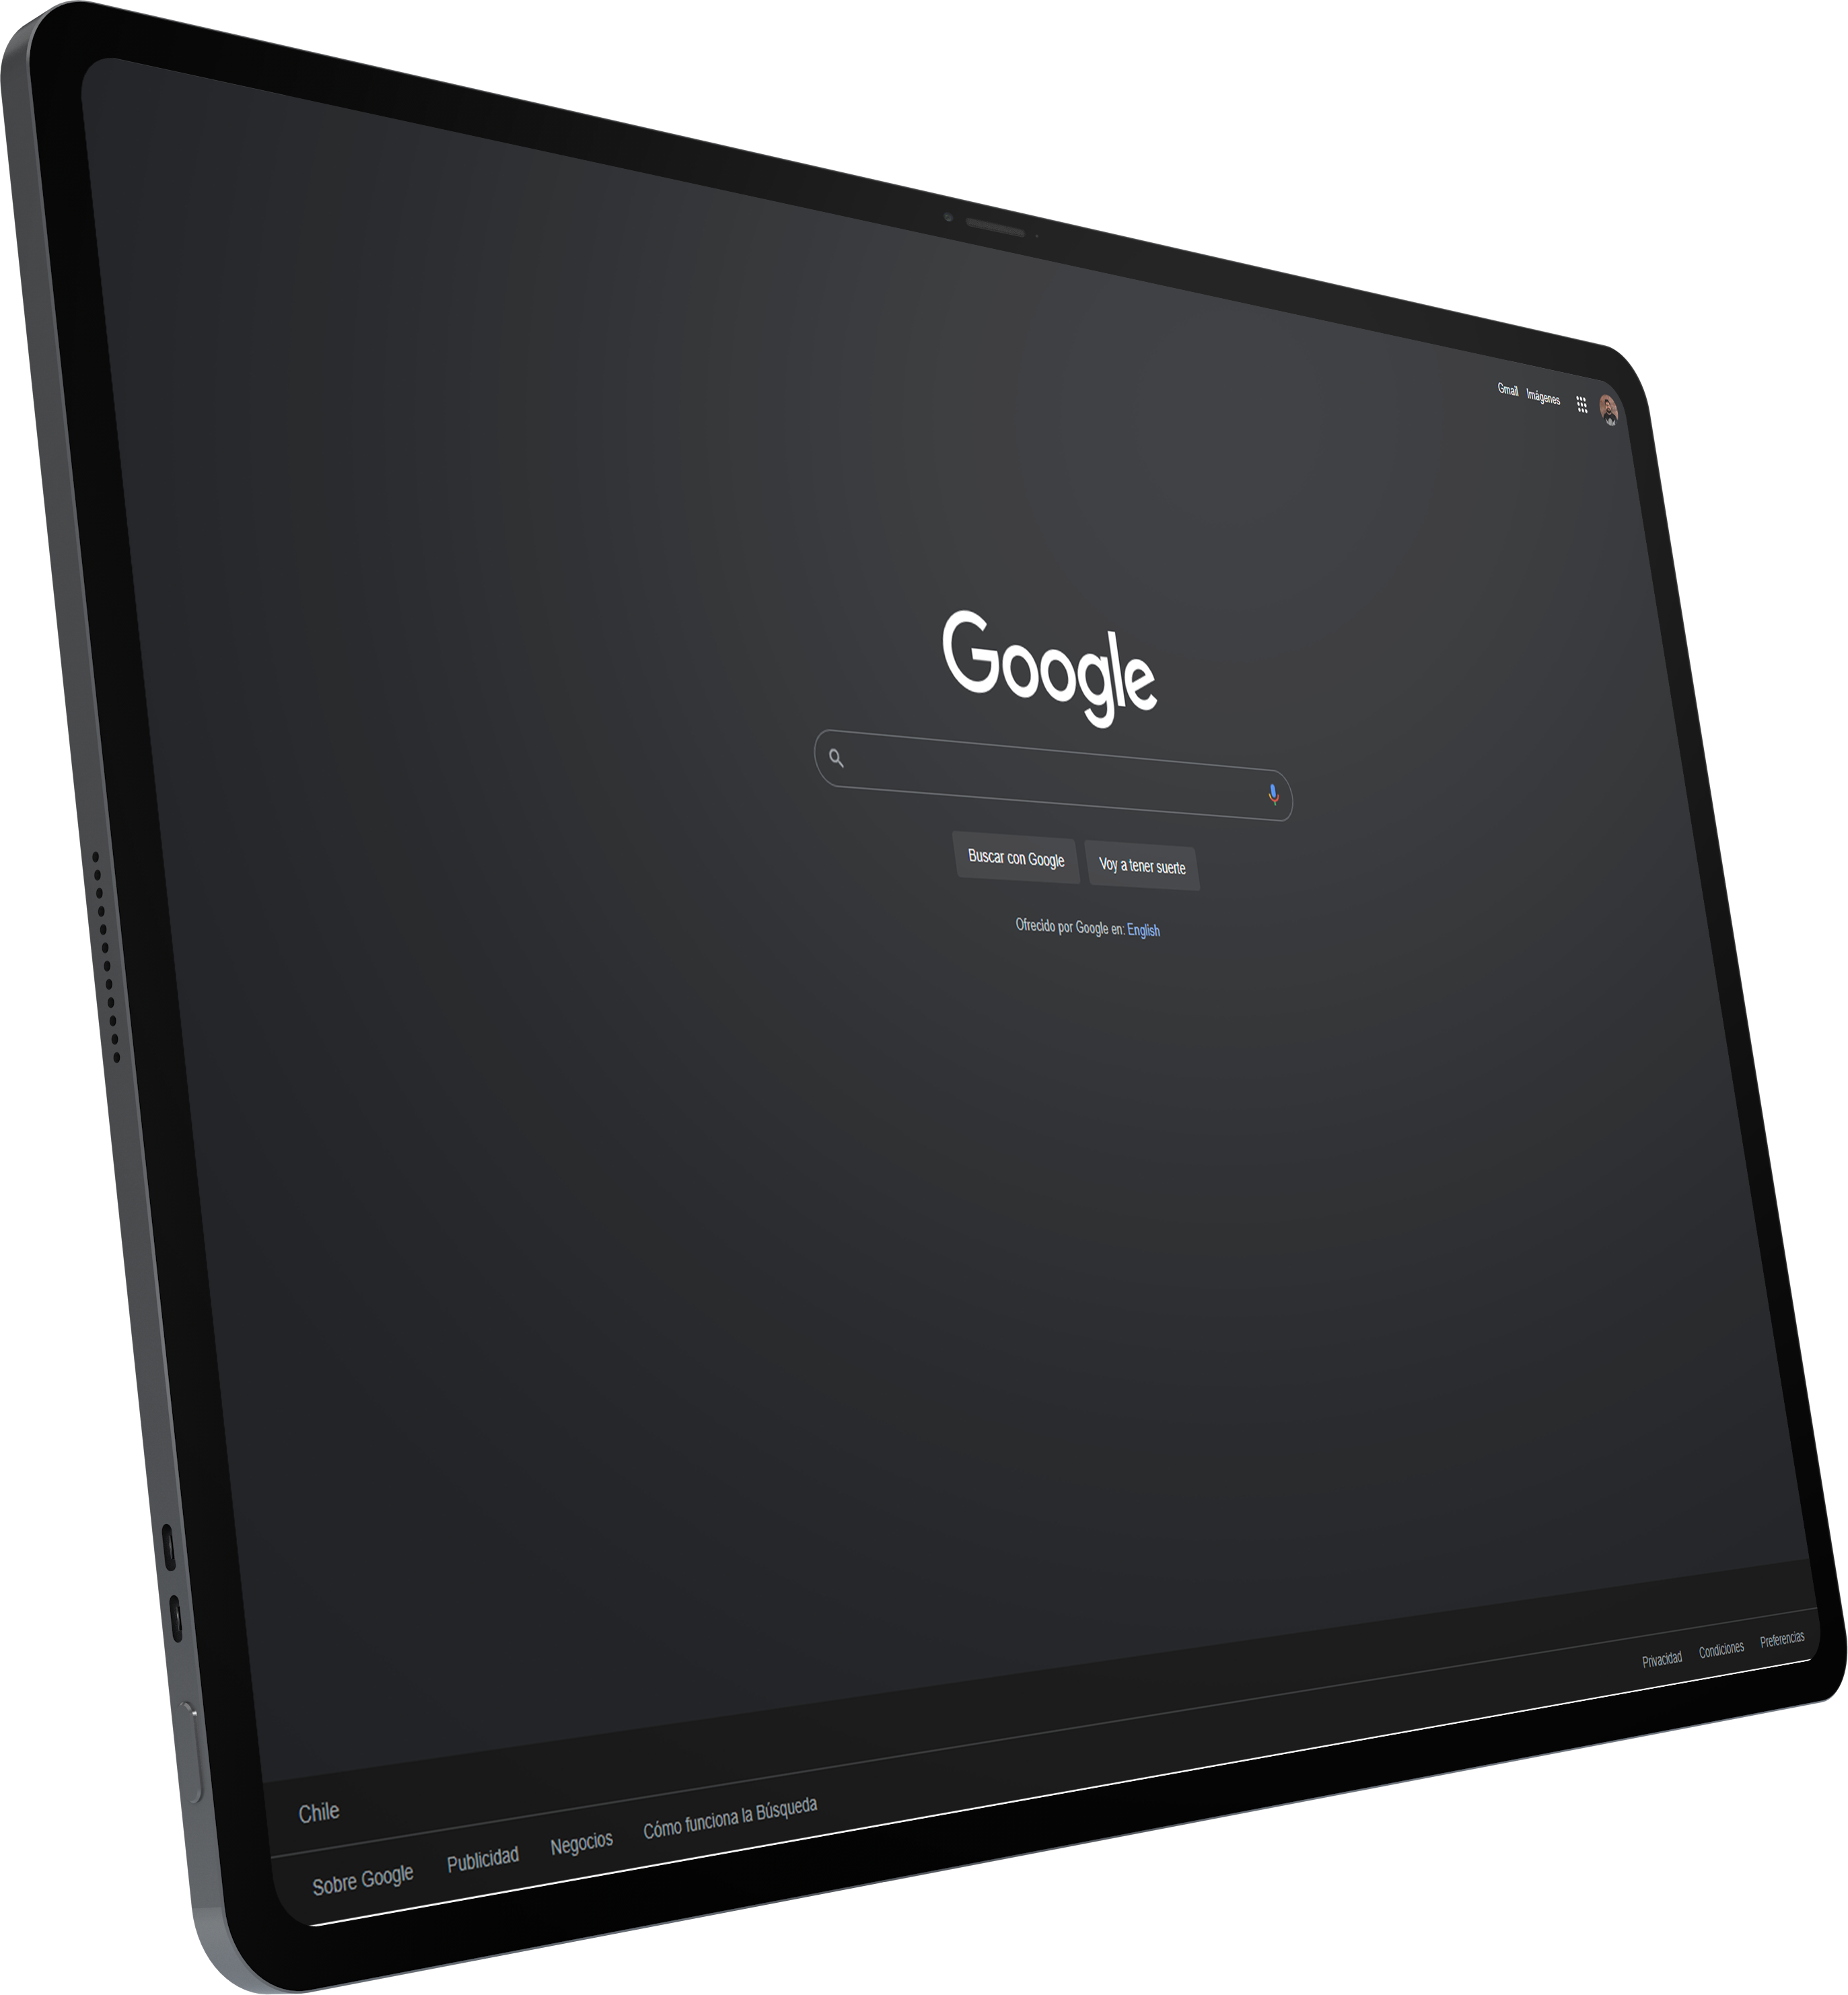 Gmail Imágenes
Google
Buscar con Google Voy a tener suerte
Ofrecido por Google en: English
Chile
Sobre Google Publicidad Negocios Cómo funciona la Búsqueda Privacidad Condiciones Preferencias